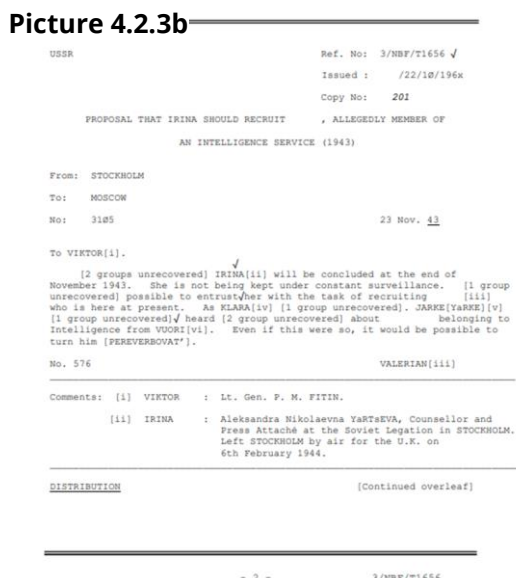 Picture 4.2.3b
USSR
Ref. No: 3/NBF/T1656 √
Issued : /22/1Ø/196x
Copy No: 201
PROPOSAL THAT IRINA SHOULD RECRUIT , ALLEGEDLY MEMBER OF
AN INTELLIGENCE SERVICE (1943)
From: STOCKHOLM
To: MOSCOW
No: 31Ø5 23 Nov. 43
To VIKTOR[i].
[2 groups unrecovered] IRINA[ii] will be concluded at the end of
November 1943. She is not being kept under constant surveillance. [1 group
unrecovered] possible to entrust√her with the task of recruiting [iii]
who is here at present. As KLARA[iv] [1 group unrecovered]. JARKE[YaRKE][v]
[1 group unrecovered]√ heard [2 group unrecovered] about belonging to
Intelligence from VUORI[vi]. Even if this were so, it would be possible to
turn him [PEREVERBOVAT'].
No. 576 VALERIAN[iii]
Comments: [i] VIKTOR : Lt. Gen. P. M. FITIN.
[ii] IRINA : Aleksandra Nikolaevna YaRTsEVA, Counsellor and
Press Attaché at the Soviet Legation in STOCKHOLM.
Left STOCKHOLM by air for the U.K. on
6th February 1944.
DISTRIBUTION [Continued overleaf]
- 2 - 3/NBF/T1656